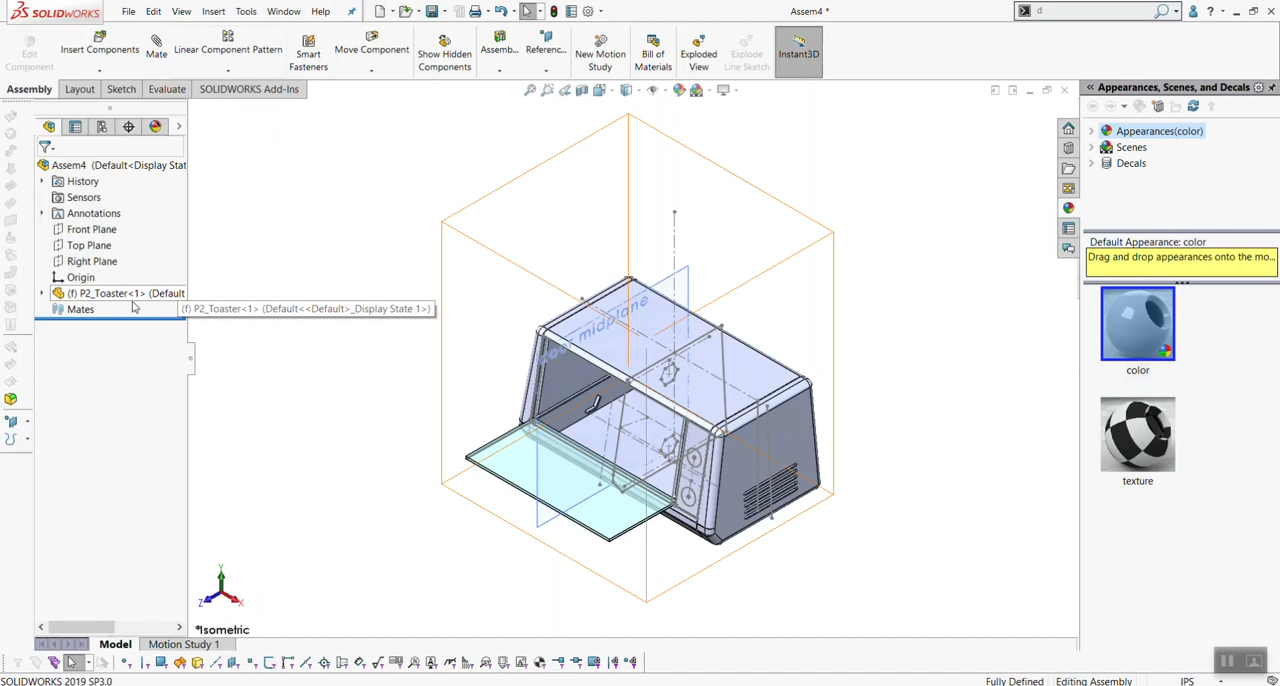 SOLIDWORKS
File Edit View Insert Tools Window Help
Assem4 *
d
Edit Component
Insert Components
Mate
Linear Component Pattern
Smart Fasteners
Move Component
Show Hidden Components
Assemb...
Referenc...
New Motion Study
Bill of Materials
Exploded View
Explode Line Sketch
Instant3D
Assembly Layout Sketch Evaluate SOLIDWORKS Add-Ins
Appearances, Scenes, and Decals
Assem4 (Default<Display Stat
History
Sensors
Annotations
Front Plane
Top Plane
Right Plane
Origin
(f) P2_Toaster<1> (Default
Mates
(f) P2_Toaster<1> (Default<<Default>_Display State 1>)
midplane
Appearances(color)
Scenes
Decals
Default Appearance: color
Drag and drop appearances onto the mo...
color
texture
Y
Z
X
*Isometric
Model Motion Study 1
SOLIDWORKS 2019 SP3.0
Fully Defined Editing Assembly IPS